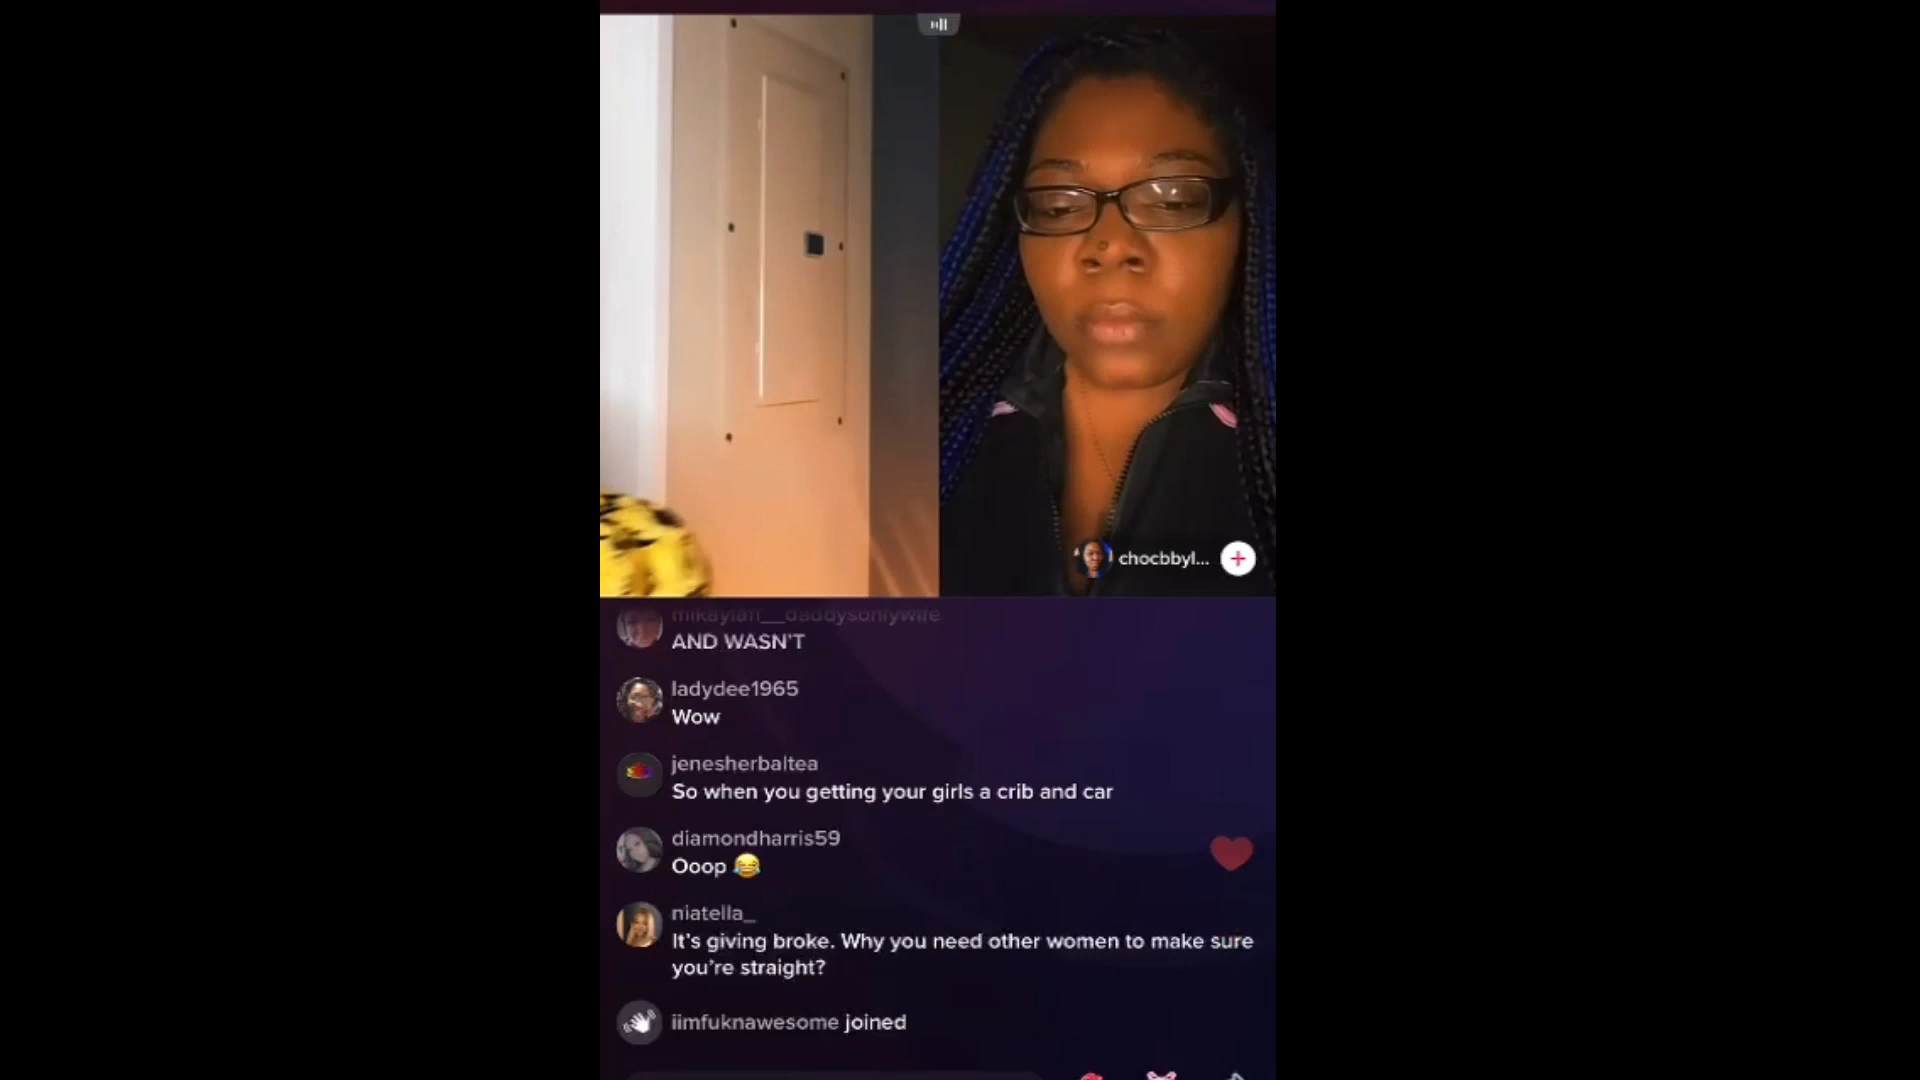 chocbbyl...
AND WASN'T
ladydee1965
Wow
jenesherbaltea
So when you getting your girls a crib and car
diamondharris59
Ooop 😂
niatella_
It's giving broke. Why you need other women to make sure
you're straight?
iimfuknawesome joined